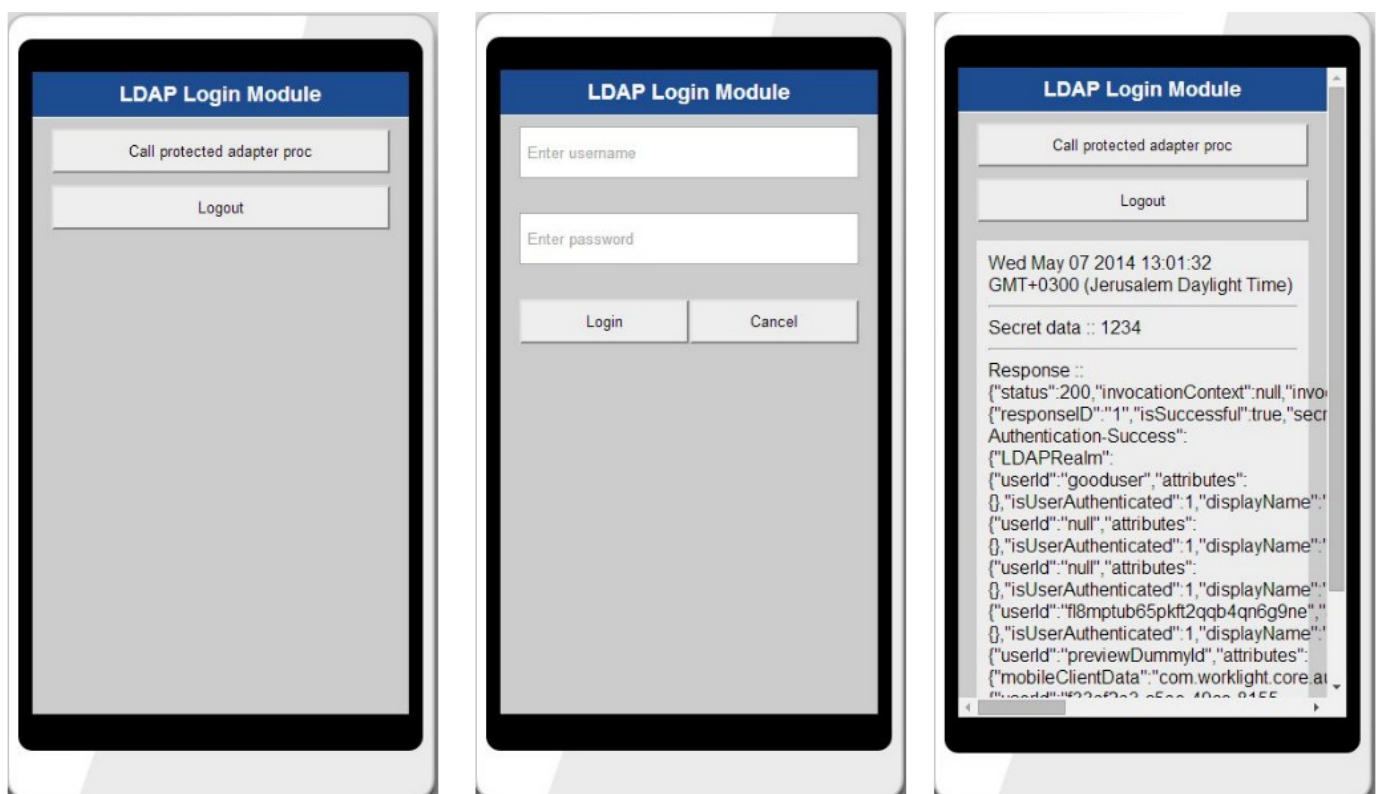 LDAP Login Module
Call protected adapter proc
Logout
LDAP Login Module
Enter username
Enter password
Login
Cancel
LDAP Login Module
Call protected adapter proc
Logout
Wed May 07 2014 13:01:32
GMT+0300 (Jerusalem Daylight Time)
Secret data :: 1234
Response ::
{"status":200,"invocationContext":null,"invo
{"responseID":"1","isSuccessful":true,"secr
Authentication-Success":
{"LDAPRealm":
{"userId":"gooduser","attributes":
{},"isUserAuthenticated":1,"displayName":"
{"userId":"null","attributes":
{},"isUserAuthenticated":1,"displayName":"
{"userId":"null","attributes":
{},"isUserAuthenticated":1,"displayName":"
{"userId":"fl8mptub65pkft2qqb4qn6g9ne","
{},"isUserAuthenticated":1,"displayName":"
{"userId":"previewDummyId","attributes":
{"mobileClientData":"com.worklight.core.au